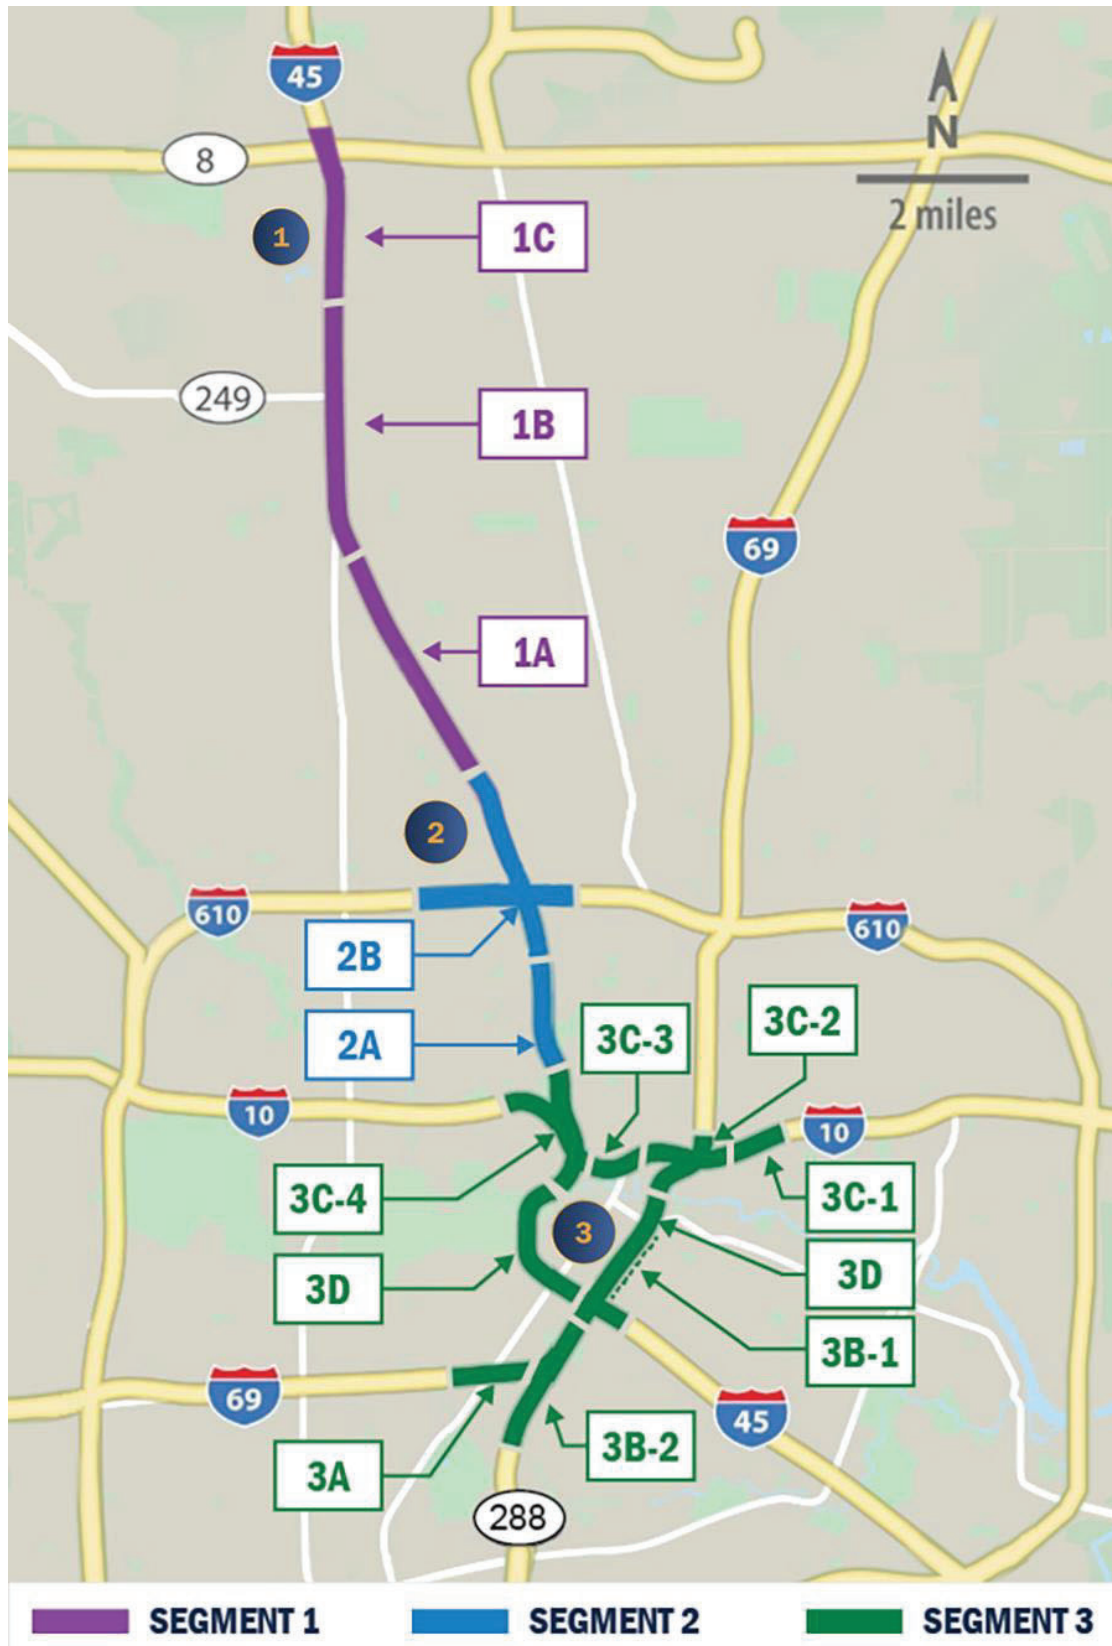 45
N
8
2 miles
1
1C
249
1B
69
1A
2
610
610
2B
3C-2
3C-3
2A
10
10
3C-4
3C-1
3
3D
3D
3B-1
69
45
3B-2
3A
288
SEGMENT 1
SEGMENT 2
SEGMENT 3